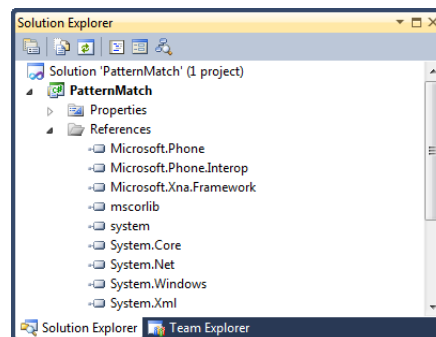 Solution Explorer
Solution 'PatternMatch' (1 project)
PatternMatch
Properties
References
Microsoft.Phone
Microsoft.Phone.Interop
Microsoft.Xna.Framework
mscorlib
system
System.Core
System.Net
System.Windows
System.Xml
Solution Explorer Team Explorer